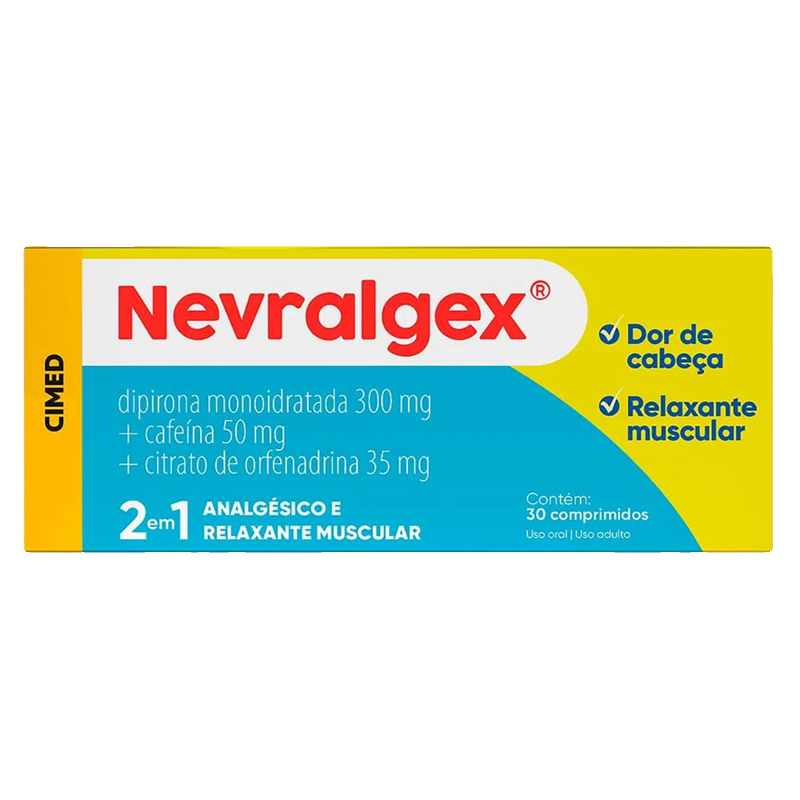 CIMED
Nevralgex®
dipirona monoidratada 300 mg
+ cafeína 50 mg
+ citrato de orfenadrina 35 mg
2em1 ANALGÉSICO E
RELAXANTE MUSCULAR
Dor de
cabeça
Relaxante
muscular
Contém:
30 comprimidos
Uso oral | Uso adulto